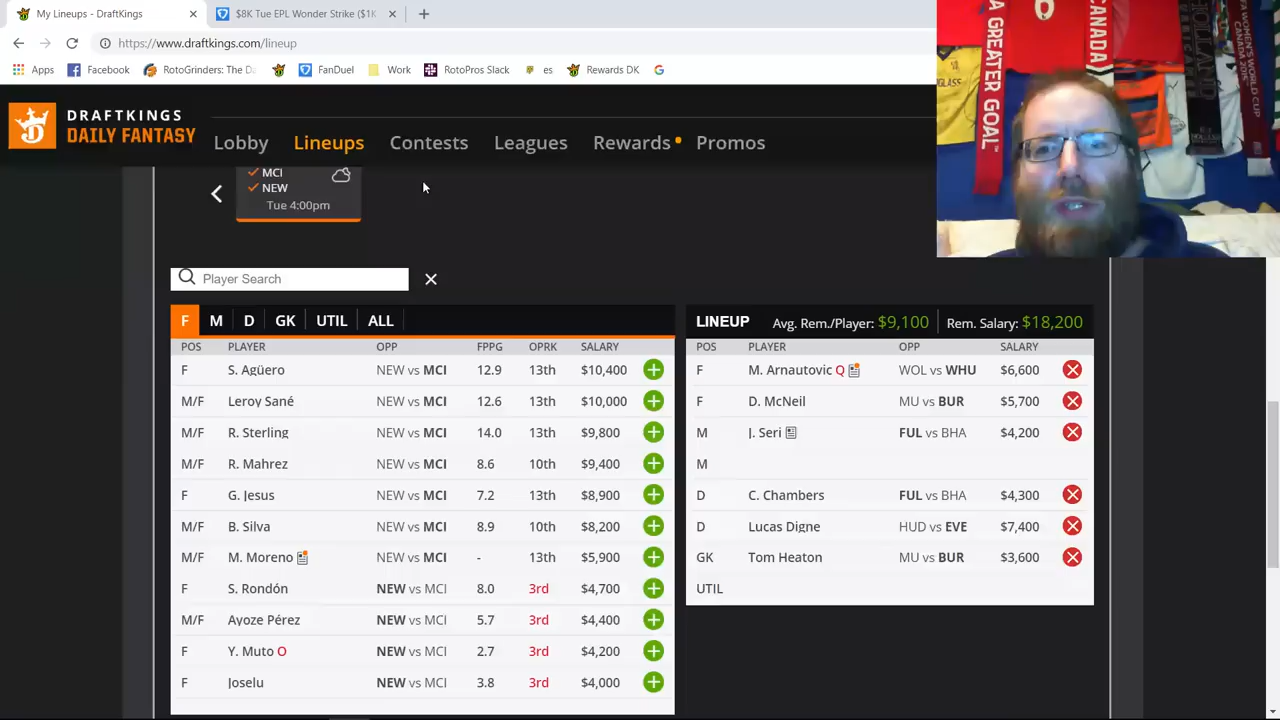 My Lineups - DraftKings
$8K Tue EPL Wonder Strike ($1K
https://www.draftkings.com/lineup
Apps Facebook RotoGrinders: The Da FanDuel Copy RotoPros Slack es Rewards DK
DRAFTKINGS
DAILY FANTASY
Lobby Lineups Contests Leagues Rewards Promos
MCI
NEW
Tue 4:00pm
Player Search
F M D GK UTIL ALL
POS PLAYER OPP FPPG OPRK SALARY
F S. Agüero NEW vs MCI 12.9 13th $10,400
M/F Leroy Sané NEW vs MCI 12.6 13th $10,000
M/F R. Sterling NEW vs MCI 14.0 13th $9,800
M/F R. Mahrez NEW vs MCI 8.6 10th $9,400
F G. Jesus NEW vs MCI 7.2 13th $8,900
M/F B. Silva NEW vs MCI 8.9 10th $8,200
M/F M. Moreno NEW vs MCI - 13th $5,900
F S. Rondón NEW vs MCI 8.0 3rd $4,700
M/F Ayoze Pérez NEW vs MCI 5.7 3rd $4,400
F Y. Muto O NEW vs MCI 2.7 3rd $4,200
F Joselu NEW vs MCI 3.8 3rd $4,000
LINEUP Avg. Rem./Player: $9,100 Rem. Salary: $18,200
POS PLAYER OPP SALARY
F M. Arnautovic Q WOL vs WHU $6,600
F D. McNeil MU vs BUR $5,700
M J. Seri FUL vs BHA $4,200
M
D C. Chambers FUL vs BHA $4,300
D Lucas Digne HUD vs EVE $7,400
GK Tom Heaton MU vs BUR $3,600
UTIL
A GREATER GOAL
CANADA
HOLLAND
FIFA WOMEN'S WORLD CUP
CANADA 2015